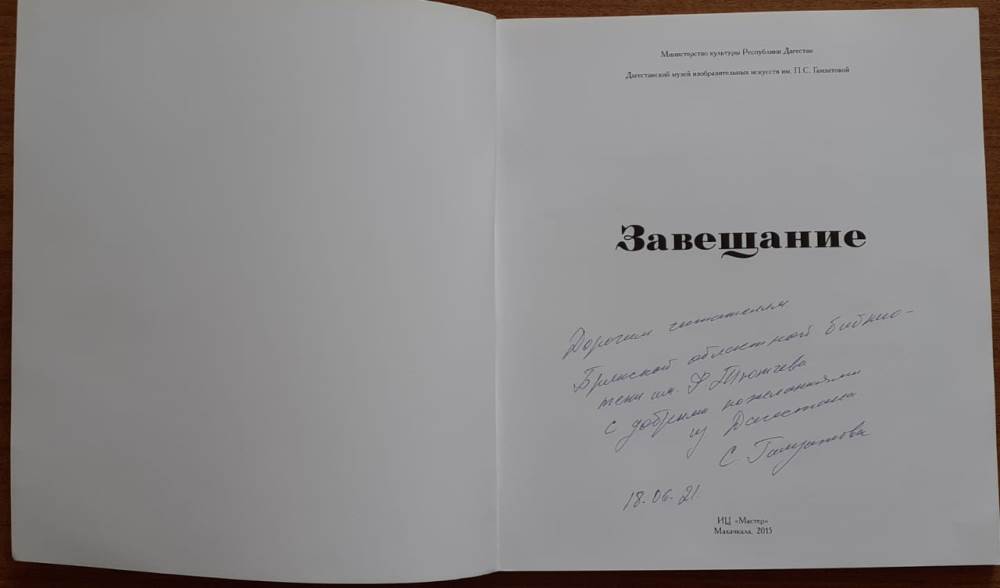 Министерство культуры Республики Дагестан
Дагестанский музей изобразительных искусств им. П.С. Гамзатовой
Завещание
Дорогим читателям
Брянской областной библио-
теки им. Ф Тютчева
с добрыми пожеланиями
из Дагестана
С Гамзатова
18.06.21.
ИЦ «Мастер»
Махачкала, 2013